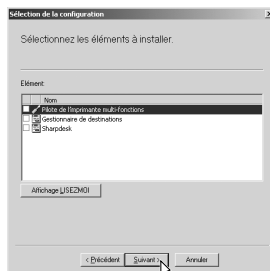 Sélection de la configuration
Sélectionnez les éléments à installer.
Elément:
Nom
Pilote de l'imprimante multi-fonctions
Gestionnaire de destinations
Sharpdesk
Affichage LISEZMOI
< Précédent
Suivant >
Annuler